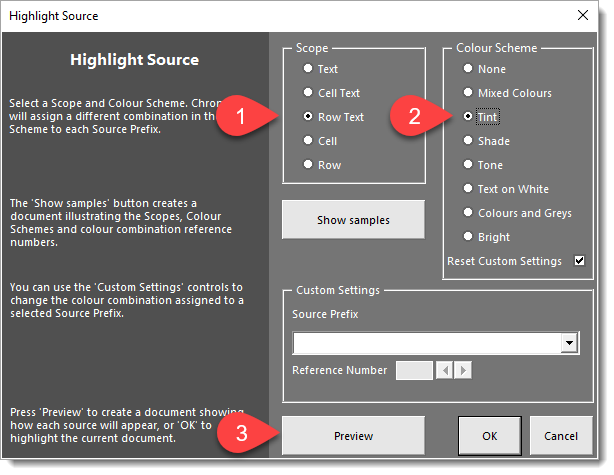 Highlight Source
Highlight Source
Select a Scope and Colour Scheme. Chron
will assign a different combination in th
Scheme to each Source Prefix.
The 'Show samples' button creates a
document illustrating the Scopes, Colour
Schemes and colour combination reference
numbers.
You can use the 'Custom Settings' controls to
change the colour combination assigned to a
selected Source Prefix.
Press 'Preview' to create a document showing
how each source will appear, or 'OK' to
highlight the current document.
Scope
Text
Cell Text
1
Row Text
Cell
Row
Show samples
Colour Scheme
None
Mixed Colours
2
Tint
Shade
Tone
Text on White
Colours and Greys
Bright
Reset Custom Settings
Custom Settings
Source Prefix
Reference Number
3
Preview
OK
Cancel